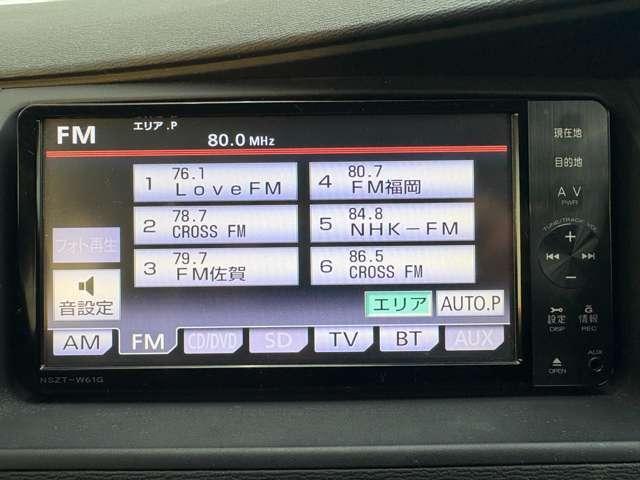 FM
エリア.P
80.0 MHz
1 76.1 LoveFM
2 78.7 CROSS FM
3 79.7 FM佐賀
4 80.7 FM福岡
5 84.8 NHK-FM
6 86.5 CROSS FM
フォト再生
音設定
エリア
AUTO.P
AM
FM
CD/DVD
SD
TV
BT
AUX
NSZT-W61G
現在地
目的地
AV
PWR
TUNE/TRACK VOL
設定
DISP
情報
REC
OPEN
AUX